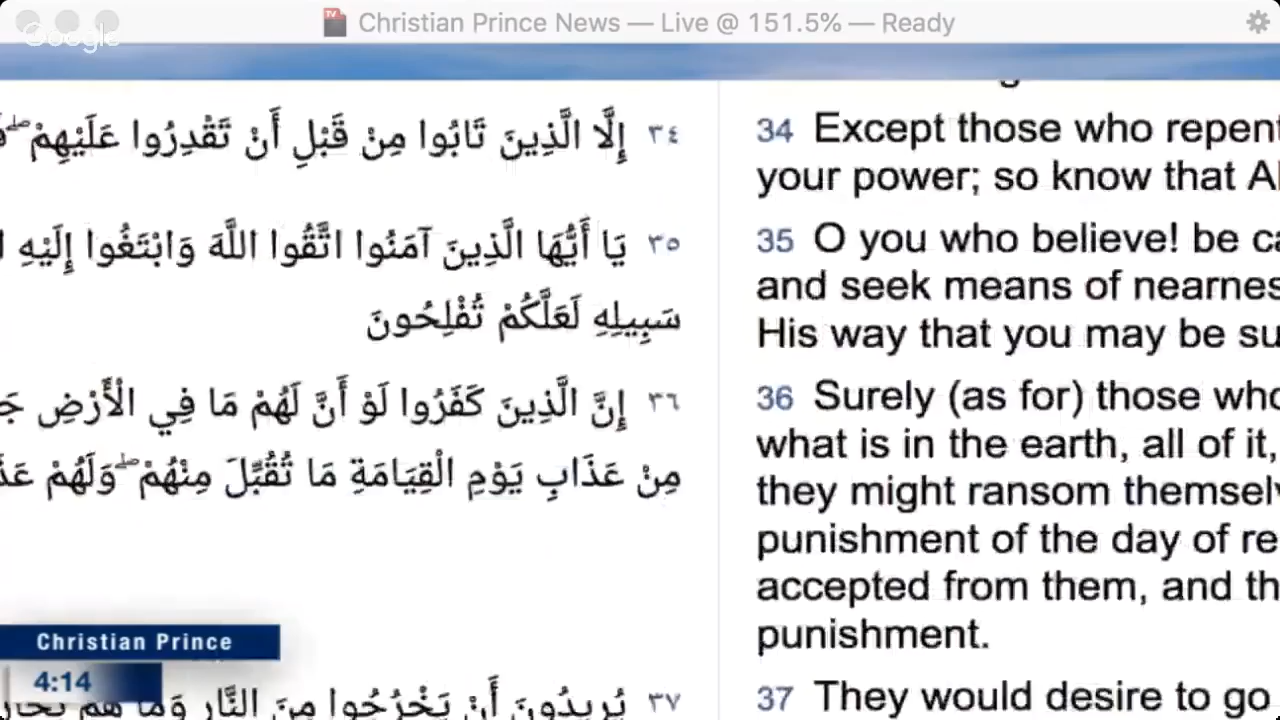 Google
Christian Prince News — Live @ 151.5% — Ready
٣٤ إِلَّا الَّذِينَ تَابُوا مِنْ قَبْلِ أَنْ تَقْدِرُوا عَلَيْهِمْ ۖ
٣٥ يَا أَيُّهَا الَّذِينَ آمَنُوا اتَّقُوا اللَّهَ وَابْتَغُوا إِلَيْهِ
سَبِيلِهِ لَعَلَّكُمْ تُفْلِحُونَ
٣٦ إِنَّ الَّذِينَ كَفَرُوا لَوْ أَنَّ لَهُمْ مَا فِي الْأَرْضِ
مِنْ عَذَابِ يَوْمِ الْقِيَامَةِ مَا تُقُبِّلَ مِنْهُمْ ۖ وَلَهُمْ
٣٧ يُرِيدُونَ أَنْ يَخْرُجُوا مِنَ النَّارِ وَمَا هُمْ
34 Except those who repent
your power; so know that Al
35 O you who believe! be ca
and seek means of nearnes
His way that you may be su
36 Surely (as for) those who
what is in the earth, all of it,
they might ransom themselv
punishment of the day of re
accepted from them, and th
punishment.
37 They would desire to go
Christian Prince
4:14